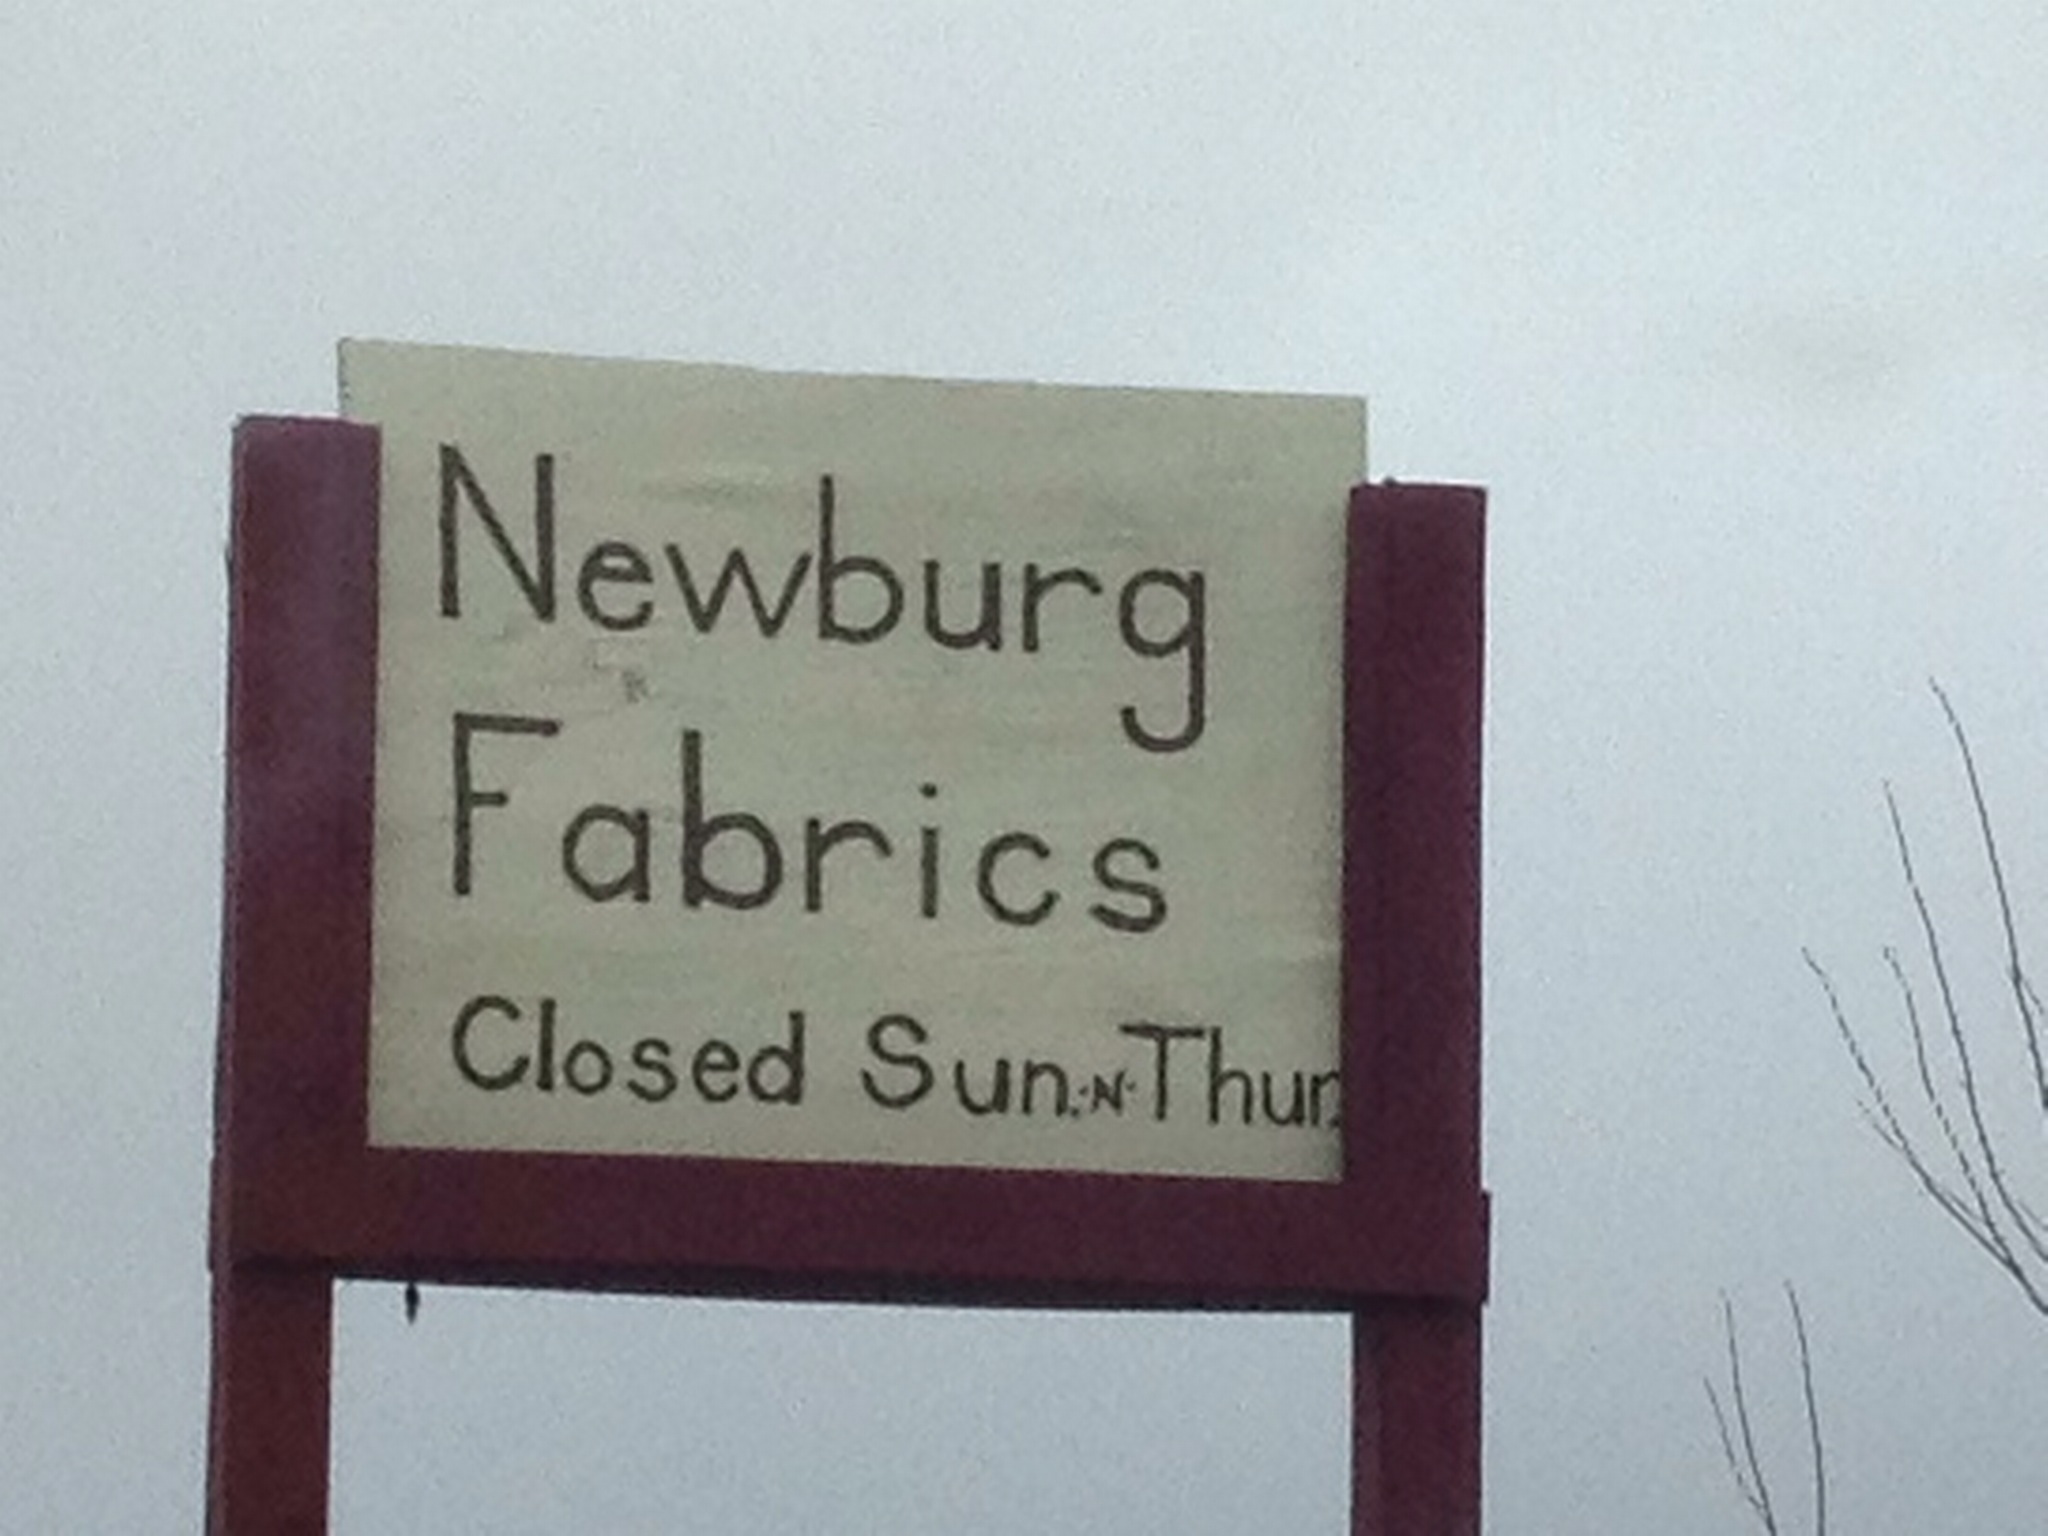 Newburg
Fabrics
Closed Sun.-N-Thur.